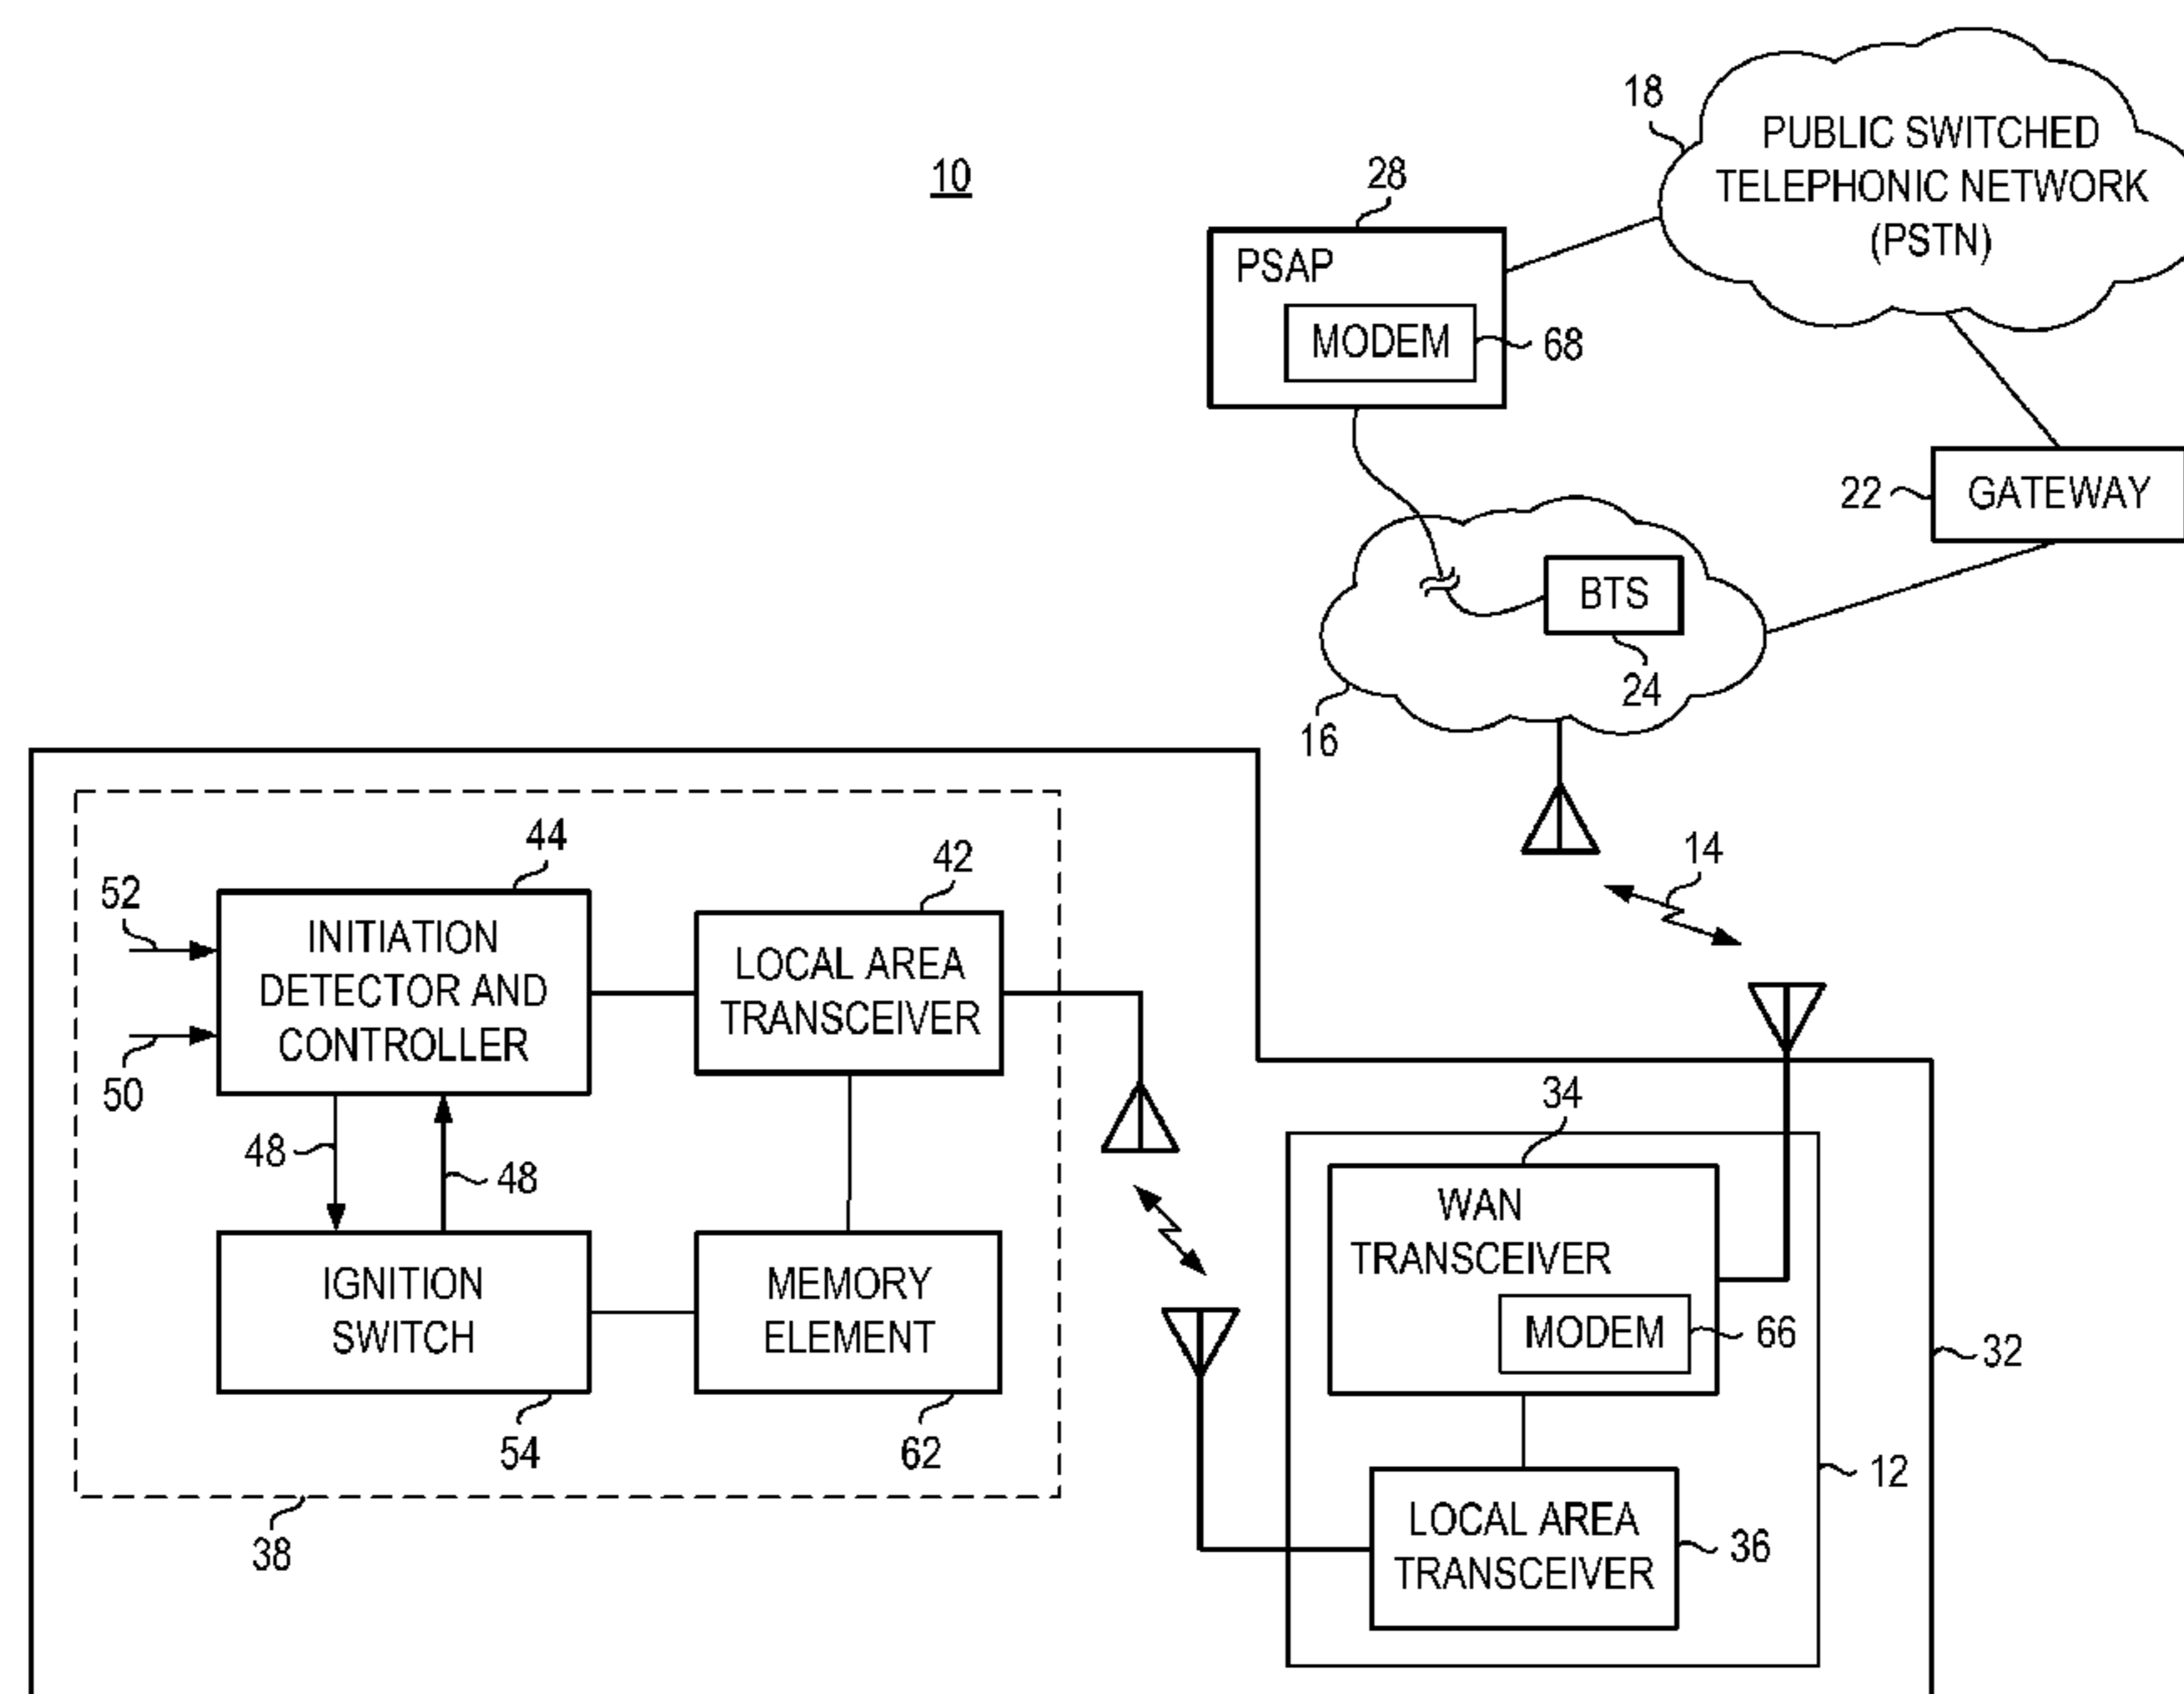 10
18
PUBLIC SWITCHED
TELEPHONIC NETWORK
(PSTN)
28
PSAP
MODEM
68
22
GATEWAY
BTS
24
16
14
44
42
52
INITIATION
DETECTOR AND
CONTROLLER
LOCAL AREA
TRANSCEIVER
50
48
48
IGNITION
SWITCH
MEMORY
ELEMENT
54
62
38
34
WAN
TRANSCEIVER
MODEM
66
32
12
LOCAL AREA
TRANSCEIVER
36